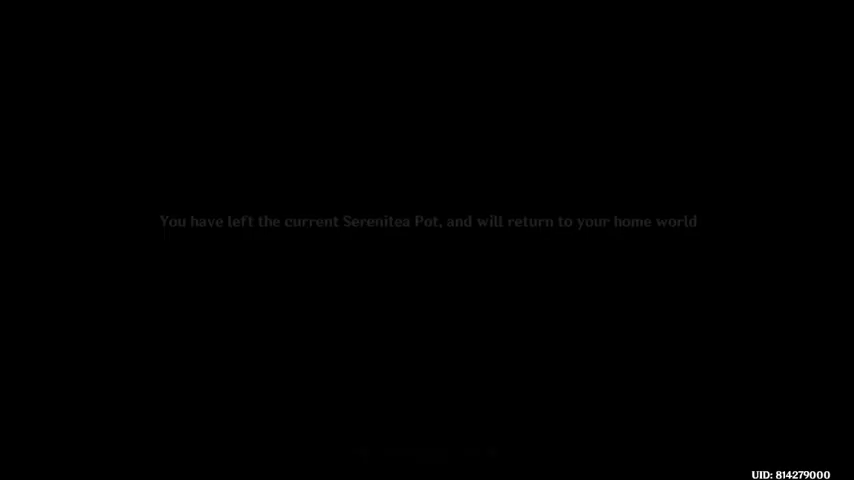 You have left the current Serenitea Pot, and will return to your home world
UID: 814279000